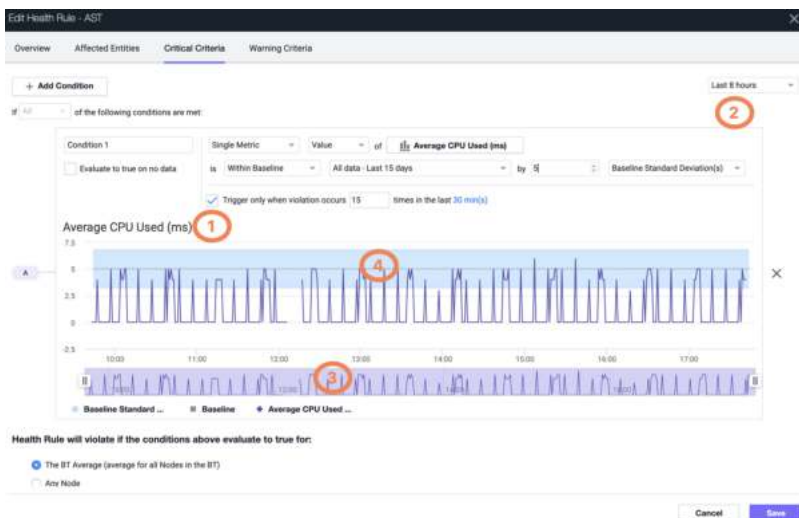 Edit Health Rule - AST
Overview Affected Entities Critical Criteria Warning Criteria
+ Add Condition Last 8 hours
If All of the following conditions are met:
2
Condition 1 Single Metric Value of Average CPU Used (ms)
Evaluate to true on no data is Within Baseline All data - Last 15 days by 5 Baseline Standard Deviation(s)
Trigger only when violation occurs 15 times in the last 30 min(s)
Average CPU Used (ms) 1
7.5
4
A 5
2.5
0
-2.5
10:00 11:00 12:00 13:00 14:00 15:00 16:00 17:00
3
12:00
Baseline Standard ... Baseline Average CPU Used ...
Health Rule will violate if the conditions above evaluate to true for:
The BT Average (average for all Nodes in the BT)
Any Node
Cancel Save